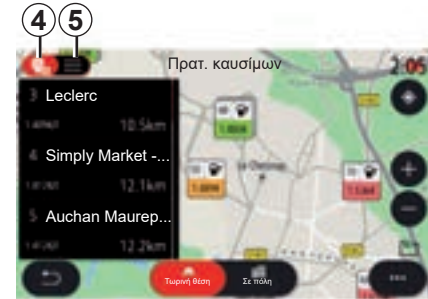 4 5
Πρατ. καυσίμων 2:05
3 Leclerc
10.5km
4 Simply Market -...
12.1km
5 Auchan Maurep...
12.2km
Τωρινή θέση Σε πόλη